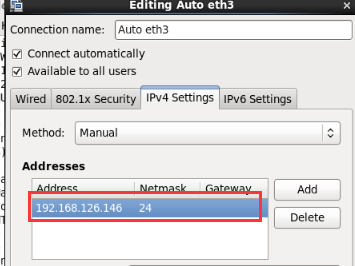 Editing Auto eth3
Connection name: Auto eth3
Connect automatically
Available to all users
Wired 802.1x Security IPv4 Settings IPv6 Settings
Method: Manual
Addresses
Address Netmask Gateway
Add
192.168.126.146 24
Delete